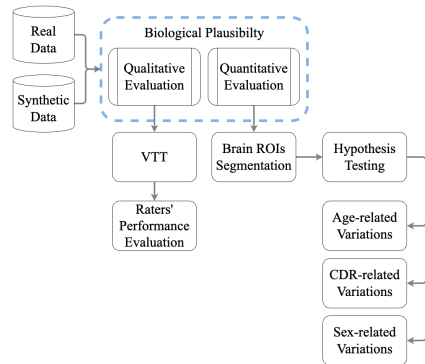 Real
Data
Synthetic
Data
Biological Plausibilty
Qualitative
Evaluation
Quantitative
Evaluation
VTT
Raters'
Performance
Evaluation
Brain ROIs
Segmentation
Hypothesis
Testing
Age-related
Variations
CDR-related
Variations
Sex-related
Variations